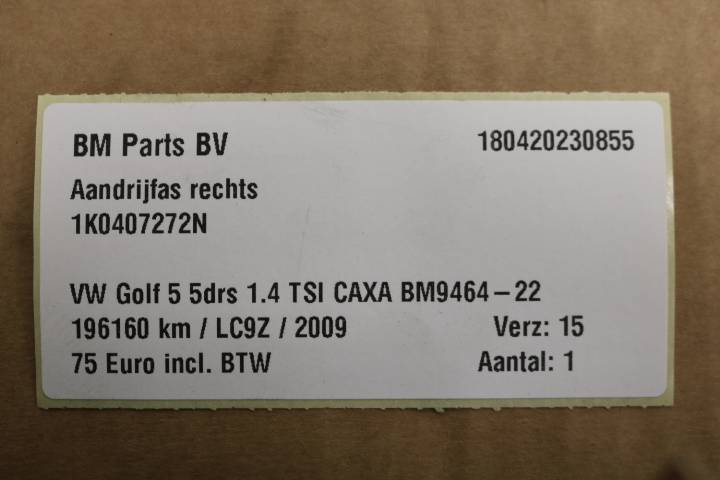 BM Parts BV 180420230855
Aandrijfas rechts
1K0407272N
VW Golf 5 5drs 1.4 TSI CAXA BM9464-22
196160 km / LC9Z / 2009 Verz: 15
75 Euro incl. BTW Aantal: 1